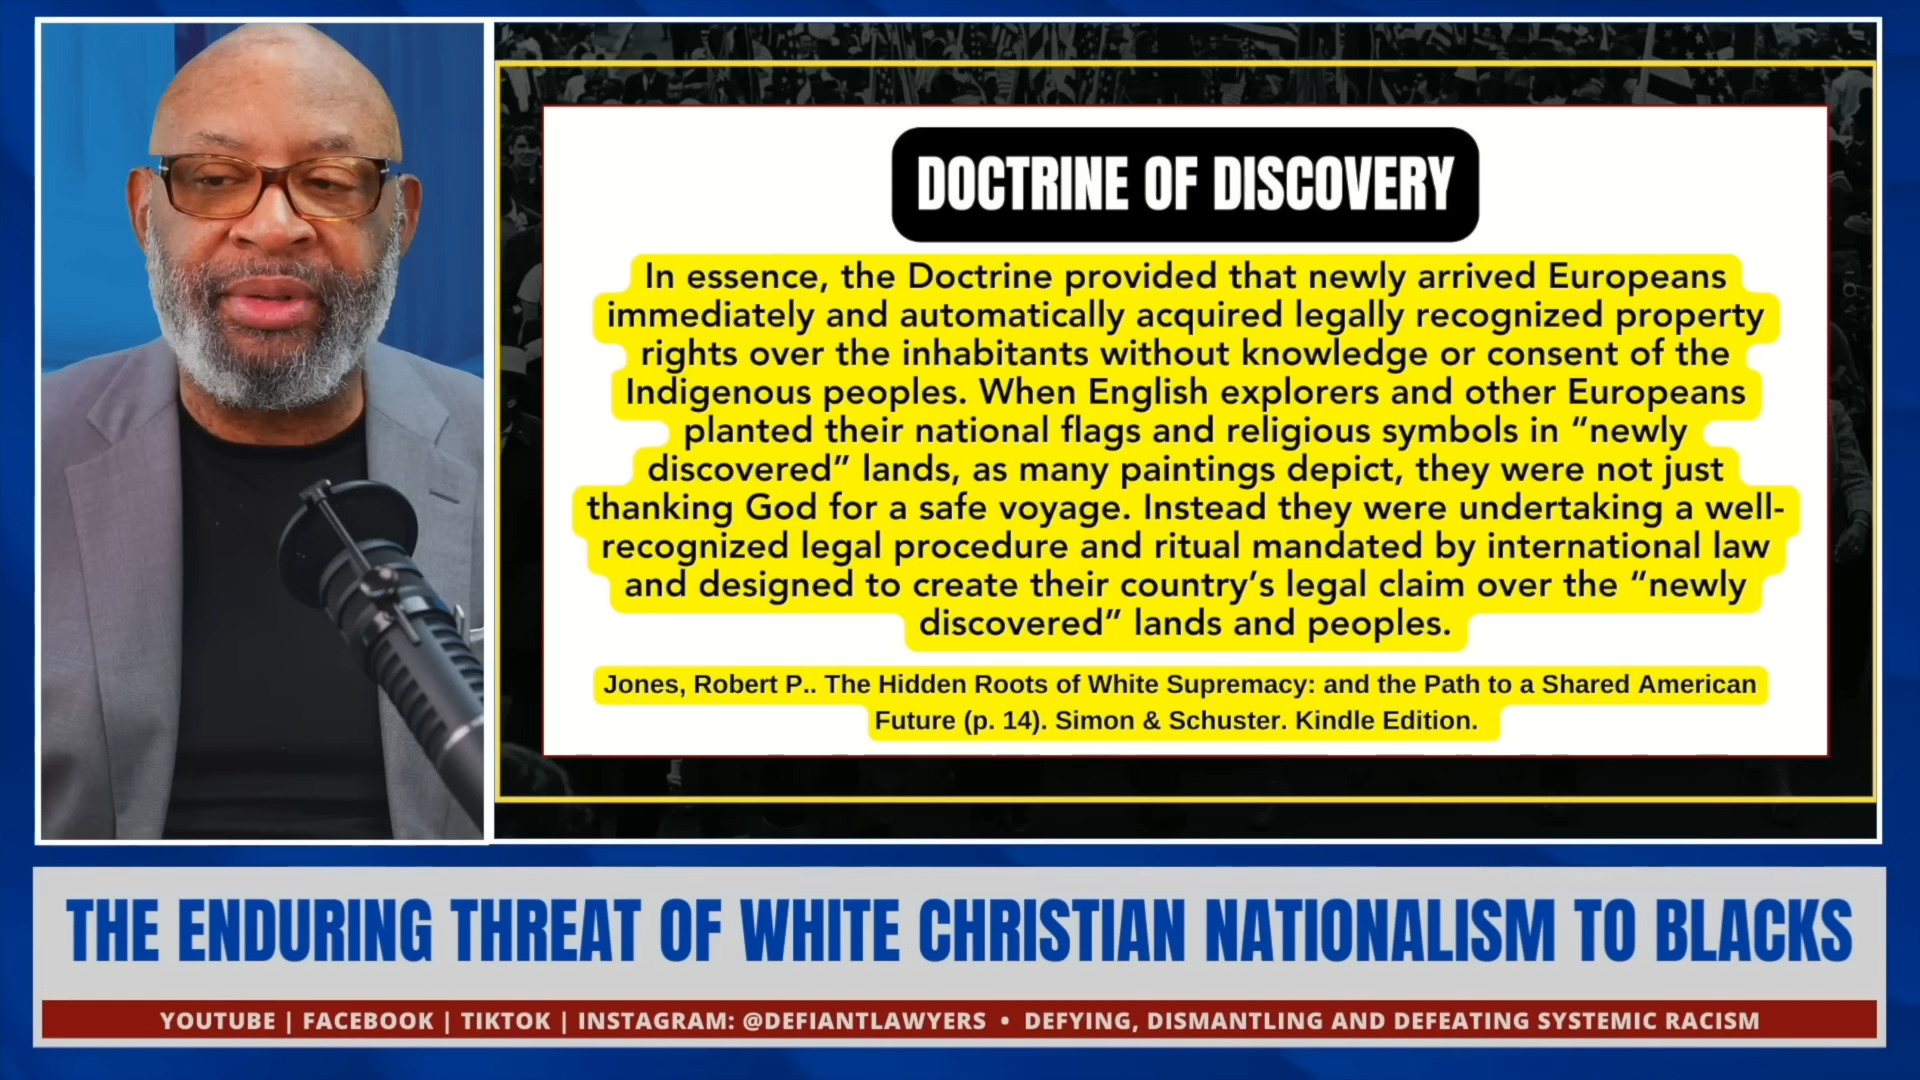 DOCTRINE OF DISCOVERY
In essence, the Doctrine provided that newly arrived Europeans
immediately and automatically acquired legally recognized property
rights over the inhabitants without knowledge or consent of the
Indigenous peoples. When English explorers and other Europeans
planted their national flags and religious symbols in “newly
discovered” lands, as many paintings depict, they were not just
thanking God for a safe voyage. Instead they were undertaking a well-
recognized legal procedure and ritual mandated by international law
and designed to create their country’s legal claim over the “newly
discovered” lands and peoples.
Jones, Robert P.. The Hidden Roots of White Supremacy: and the Path to a Shared American
Future (p. 14). Simon & Schuster. Kindle Edition.
THE ENDURING THREAT OF WHITE CHRISTIAN NATIONALISM TO BLACKS
YOUTUBE | FACEBOOK | TIKTOK | INSTAGRAM: @DEFIANTLAWYERS • DEFYING, DISMANTLING AND DEFEATING SYSTEMIC RACISM